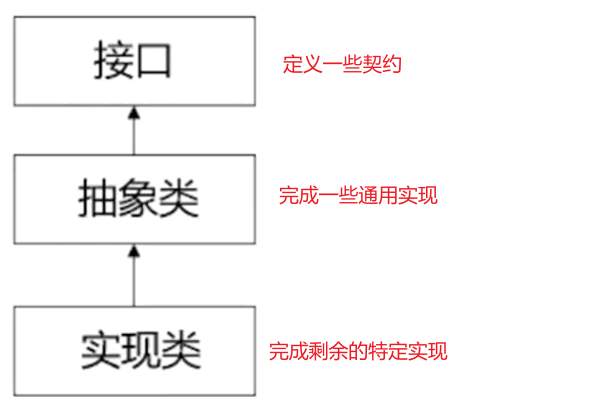 接口
定义一些契约
抽象类
完成一些通用实现
实现类
完成剩余的特定实现